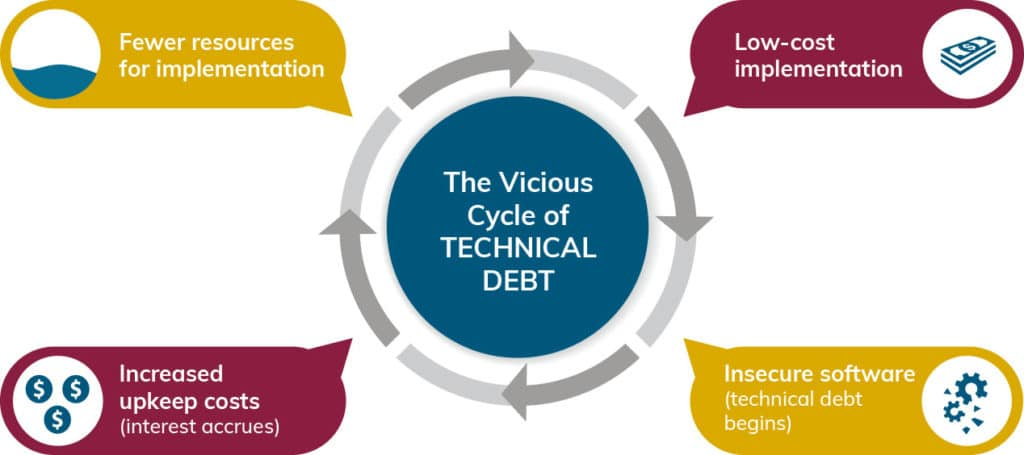 Fewer resources
for implementation
Low-cost
implementation
The Vicious
Cycle of
TECHNICAL
DEBT
Increased
upkeep costs
(interest accrues)
Insecure software
(technical debt
begins)